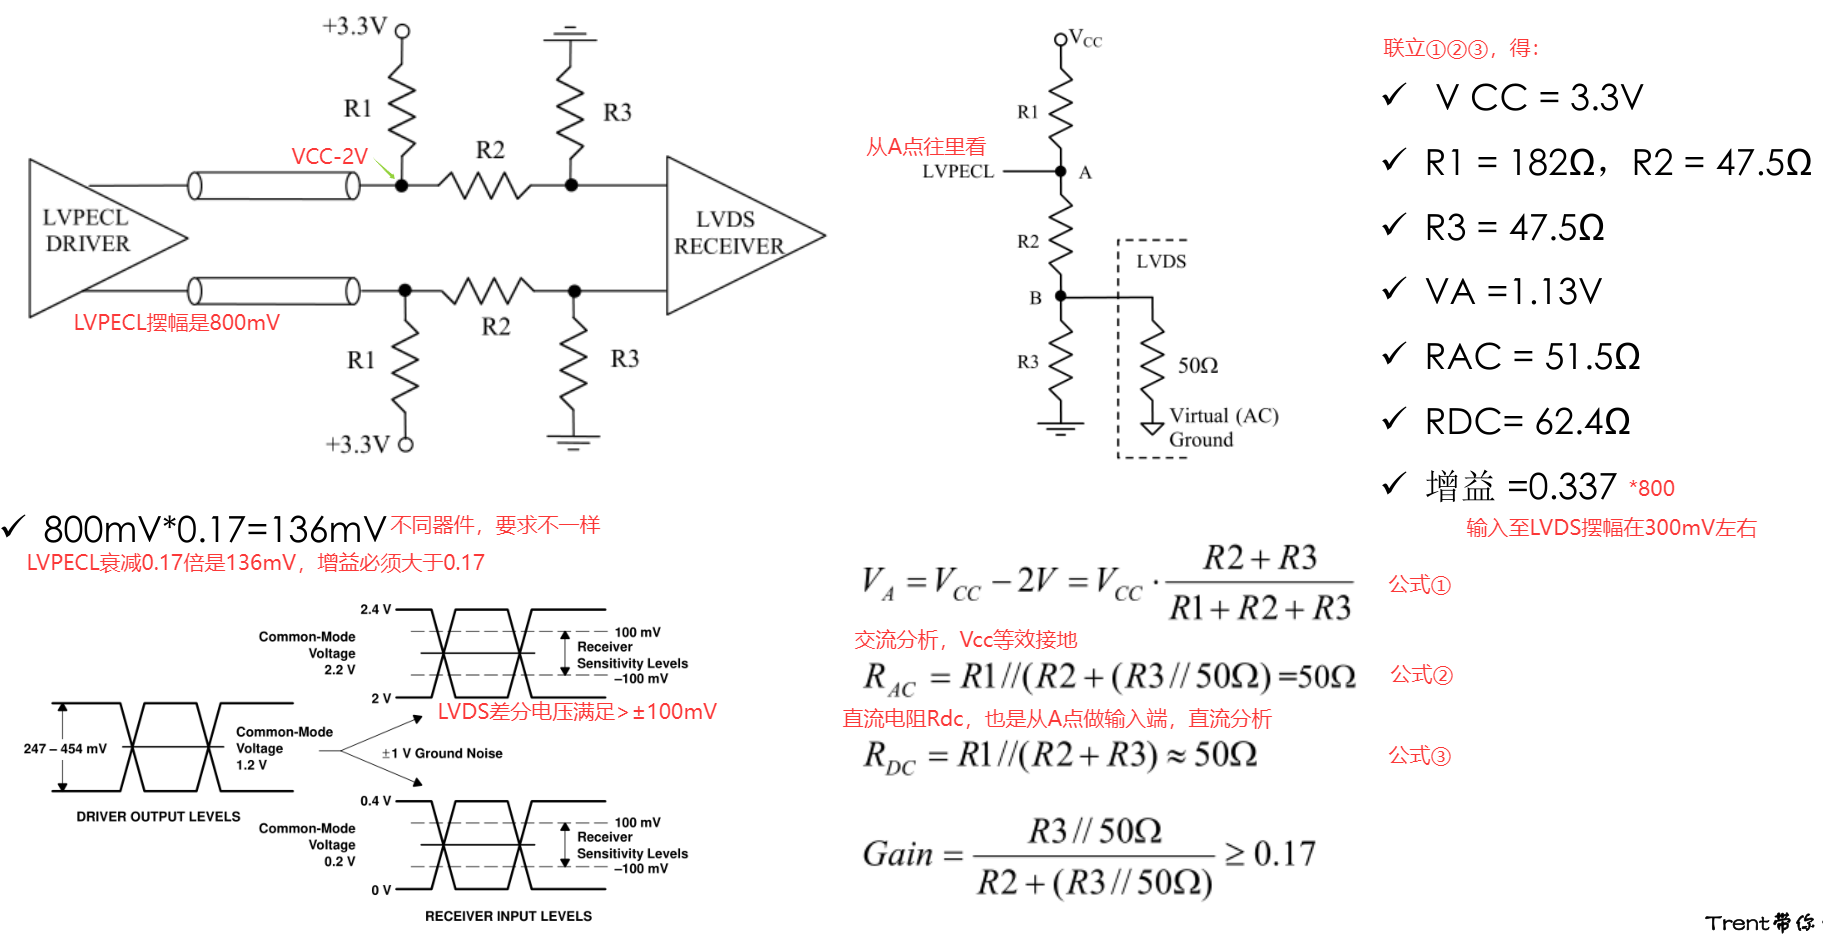 +3.3V
R1
R3
VCC-2V
R2
LVPECL
DRIVER
LVDS
RECEIVER
LVPECL摆幅是800mV
R2
R1
R3
+3.3V
VCC
R1
从A点往里看
LVPECL
A
R2
LVDS
B
R3
50Ω
Virtual (AC)
Ground
联立①②③，得：
✓ V CC = 3.3V
✓ R1 = 182Ω，R2 = 47.5Ω
✓ R3 = 47.5Ω
✓ VA =1.13V
✓ RAC = 51.5Ω
✓ RDC= 62.4Ω
✓ 增益 =0.337 *800
输入至LVDS摆幅在300mV左右
✓ 800mV*0.17=136mV 不同器件，要求不一样
LVPECL衰减0.17倍是136mV，增益必须大于0.17
2.4 V
Common-Mode
Voltage
2.2 V
2 V
100 mV
Receiver
Sensitivity Levels
–100 mV
LVDS差分电压满足>±100mV
247 – 454 mV
Common-Mode
Voltage
1.2 V
±1 V Ground Noise
DRIVER OUTPUT LEVELS
0.4 V
Common-Mode
Voltage
0.2 V
0 V
100 mV
Receiver
Sensitivity Levels
–100 mV
RECEIVER INPUT LEVELS
V_A = V_CC − 2V = V_CC · (R2 + R3) / (R1 + R2 + R3) 公式①
交流分析，Vcc等效接地
R_AC = R1//(R2 + (R3//50Ω) =50Ω 公式②
直流电阻Rdc，也是从A点做输入端，直流分析
R_DC = R1//(R2 + R3) ≈ 50Ω 公式③
Gain = R3//50Ω / R2 + (R3//50Ω) ≥ 0.17
Trent带你